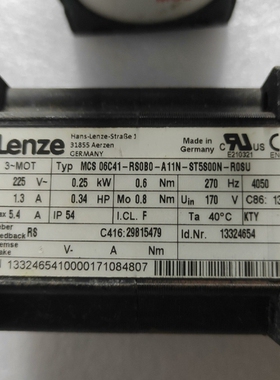 Lenze
Hans-Lenze-Straße 1
31855 Aerzen
GERMANY
Made in
Germany
E210321
3~MOT Typ MCS 06C41-RS0B0-A11N-ST5S00N-R0SU
225 V~ 0.25 kW 0.6 Nm 270 Hz 4050
1.3 A 0.34 HP Mo 0.8 Nm Uin 170 V C86: 13
5.4 A IP 54 I.CL. F Ta 40°C KTY
RS C416:29815479 Id.Nr. 13324654
V A
1332465410000171084807